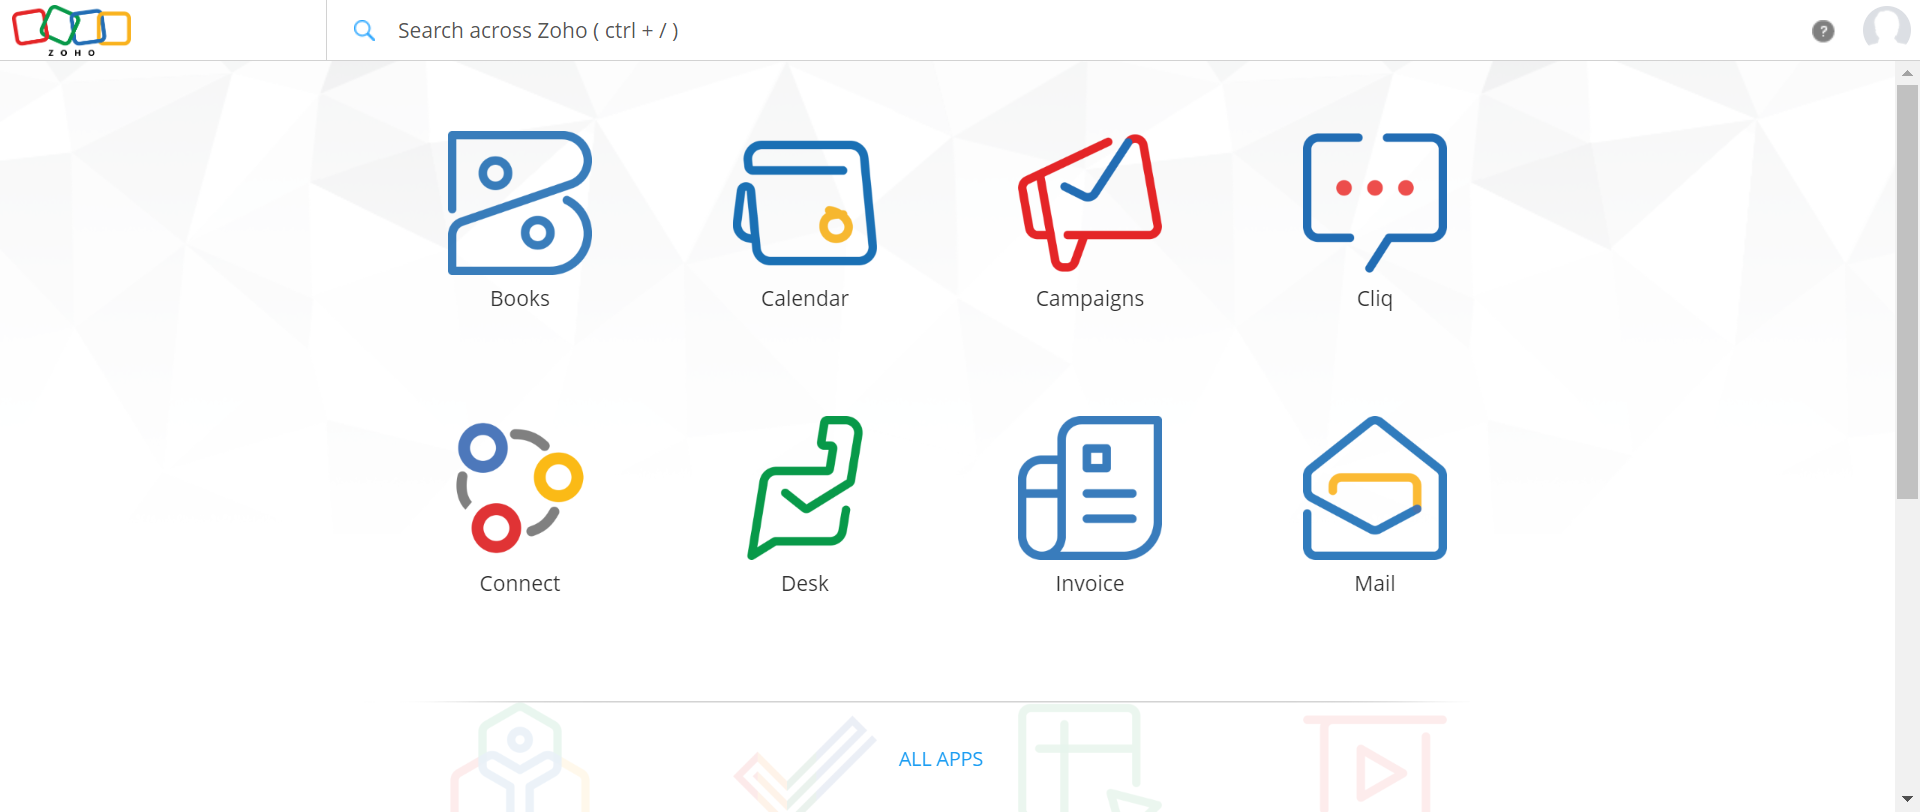 ZOHO
Search across Zoho ( ctrl + / )
?
Books
Calendar
Campaigns
Cliq
Connect
Desk
Invoice
Mail
ALL APPS